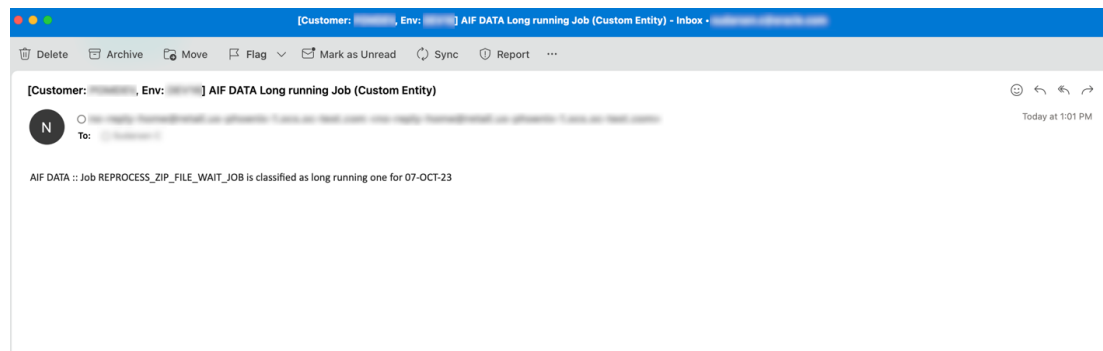 [Customer: , Env: ] AIF DATA Long running Job (Custom Entity) - Inbox •
Delete Archive Move Flag Mark as Unread Sync Report ...
[Customer: , Env: ] AIF DATA Long running Job (Custom Entity)
N
Today at 1:01 PM
To:
AIF DATA :: Job REPROCESS_ZIP_FILE_WAIT_JOB is classified as long running one for 07-OCT-23